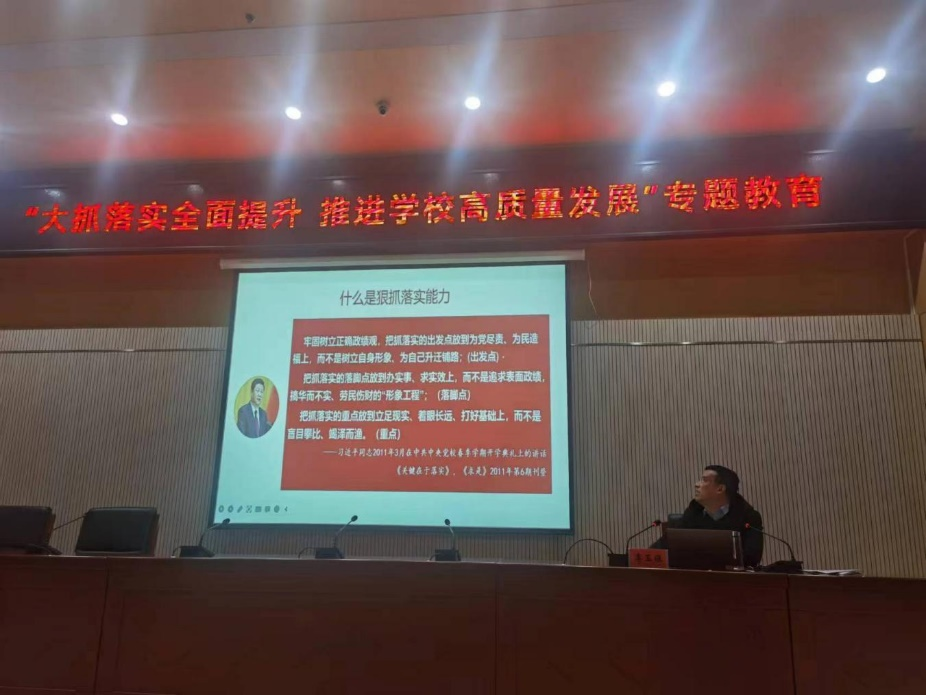 “大抓落实全面提升 推进学校高质量发展”专题教育
什么是狠抓落实能力
牢固树立正确政绩观，把抓落实的出发点放到为党尽责、为民造
福上，而不是树立自身形象、为自己升迁铺路；(出发点)
把抓落实的落脚点放到办实事、求实效上，而不是追求表面政绩，
搞华而不实、劳民伤财的“形象工程”；（落脚点）
把抓落实的重点放到立足现实、着眼长远、打好基础上，而不是
盲目攀比、竭泽而渔。（重点）
——习近平同志2011年3月在中共中央党校春季学期开学典礼上的讲话
《关键在于落实》，《求是》2011年第6期刊登